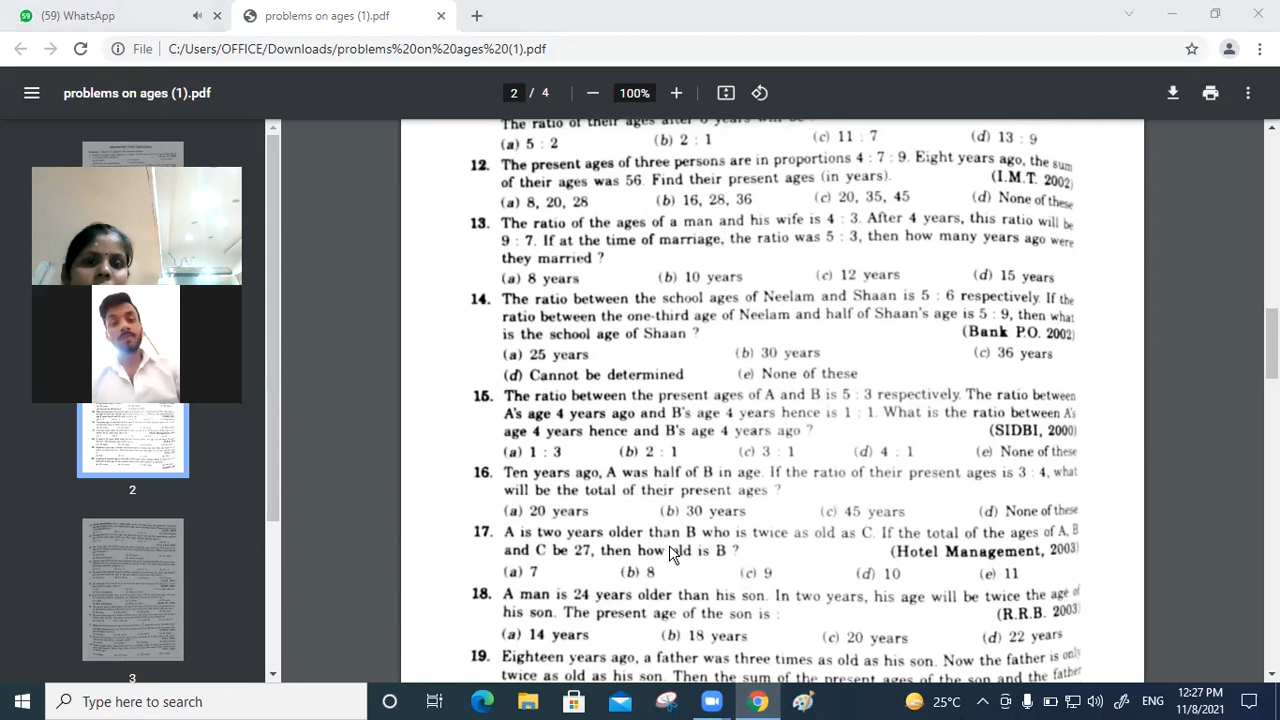 (59) WhatsApp
problems on ages (1).pdf
File C:/Users/OFFICE/Downloads/problems%20on%20ages%20(1).pdf
problems on ages (1).pdf
2 / 4
100%
The ratio of their ages after 6 years will be
(a) 5 : 2 (b) 2 : 1 (c) 11 : 7 (d) 13 : 9
12. The present ages of three persons are in proportions 4 : 7 : 9. Eight years ago, the sum
of their ages was 56. Find their present ages (in years). (I.M.T. 2002)
(a) 8, 20, 28 (b) 16, 28, 36 (c) 20, 35, 45 (d) None of these
13. The ratio of the ages of a man and his wife is 4 : 3. After 4 years, this ratio will be
9 : 7. If at the time of marriage, the ratio was 5 : 3, then how many years ago were
they married ?
(a) 8 years (b) 10 years (c) 12 years (d) 15 years
14. The ratio between the school ages of Neelam and Shaan is 5 : 6 respectively. If the
ratio between the one-third age of Neelam and half of Shaan's age is 5 : 9, then what
is the school age of Shaan ? (Bank P.O. 2002)
(a) 25 years (b) 30 years (c) 36 years
(d) Cannot be determined (e) None of these
15. The ratio between the present ages of A and B is 5 : 3 respectively. The ratio between
A's age 4 years ago and B's age 4 years hence is 1 : 1. What is the ratio between A's
age 4 years hence and B's age 4 years ago ? (SIDBI, 2000)
(a) 1 : 3 (b) 2 : 1 (c) 3 : 1 (d) 4 : 1 (e) None of these
16. Ten years ago, A was half of B in age. If the ratio of their present ages is 3 : 4, what
will be the total of their present ages ?
(a) 20 years (b) 30 years (c) 45 years (d) None of these
17. A is two years older than B who is twice as old as C. If the total of the ages of A, B
and C be 27, then how old is B ? (Hotel Management, 2003)
(a) 7 (b) 8 (c) 9 (d) 10 (e) 11
18. A man is 24 years older than his son. In two years, his age will be twice the age of
his son. The present age of the son is : (R.R.B. 2003)
(a) 14 years (b) 18 years (c) 20 years (d) 22 years
19. Eighteen years ago, a father was three times as old as his son. Now the father is only
twice as old as his son. Then the sum of the present ages of the son and the father
2
3
Type here to search
25°C
ENG
12:27 PM
11/8/2021